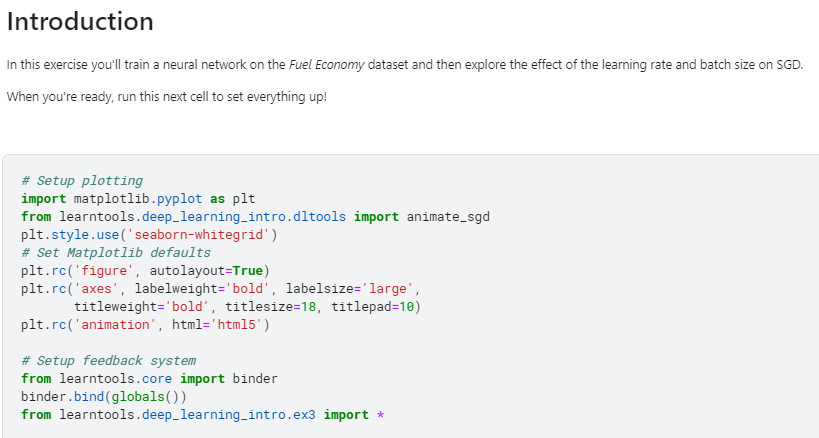 Introduction
In this exercise you'll train a neural network on the Fuel Economy dataset and then explore the effect of the learning rate and batch size on SGD.
When you're ready, run this next cell to set everything up!
# Setup plotting
import matplotlib.pyplot as plt
from learntools.deep_learning_intro.dltools import animate_sgd
plt.style.use('seaborn-whitegrid')
# Set Matplotlib defaults
plt.rc('figure', autolayout=True)
plt.rc('axes', labelweight='bold', labelsize='large',
       titleweight='bold', titlesize=18, titlepad=10)
plt.rc('animation', html='html5')
# Setup feedback system
from learntools.core import binder
binder.bind(globals())
from learntools.deep_learning_intro.ex3 import *